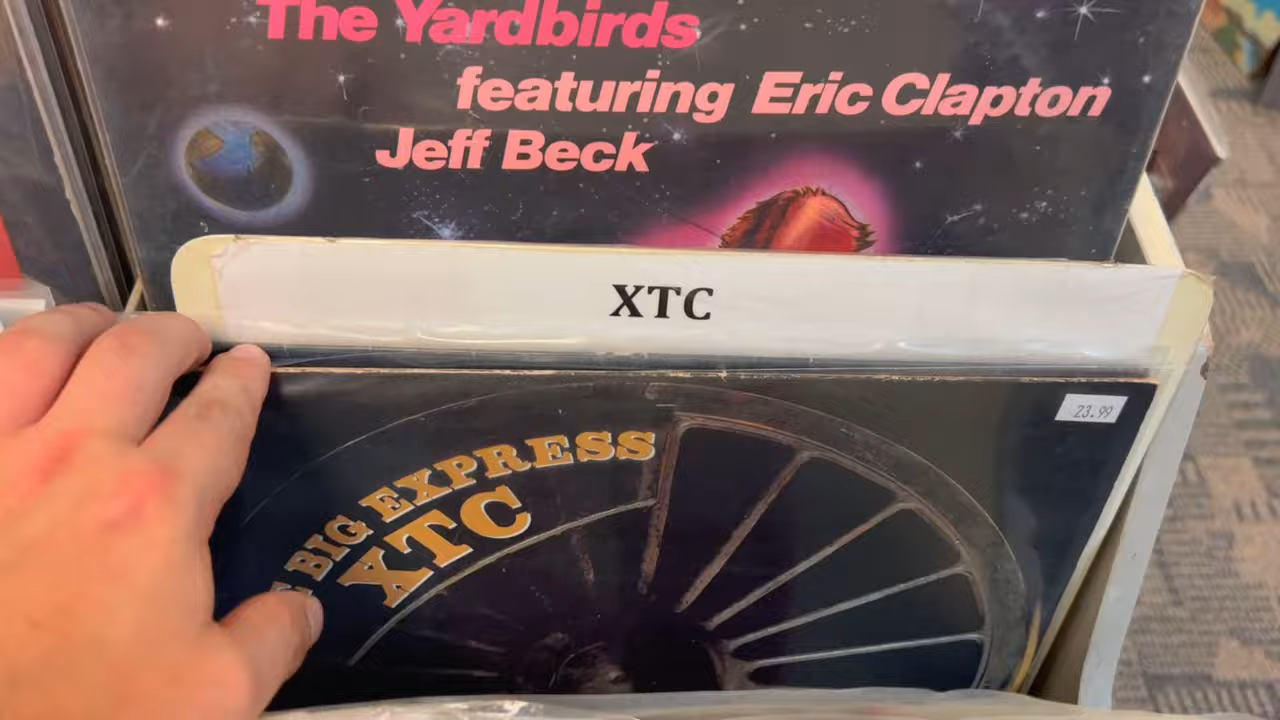 The Yardbirds
featuring Eric Clapton
Jeff Beck
XTC
23.99
BIG EXPRESS
XTC